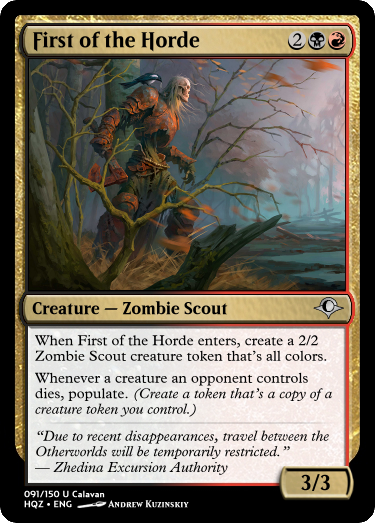 First of the Horde 2
Creature — Zombie Scout
When First of the Horde enters, create a 2/2
Zombie Scout creature token that's all colors.
Whenever a creature an opponent controls
dies, populate. (Create a token that's a copy of a
creature token you control.)
"Due to recent disappearances, travel between the
Otherworlds will be temporarily restricted."
— Zhedina Excursion Authority
3/3
091/150 U Calavan
HQZ • ENG Andrew Kuzinskiy